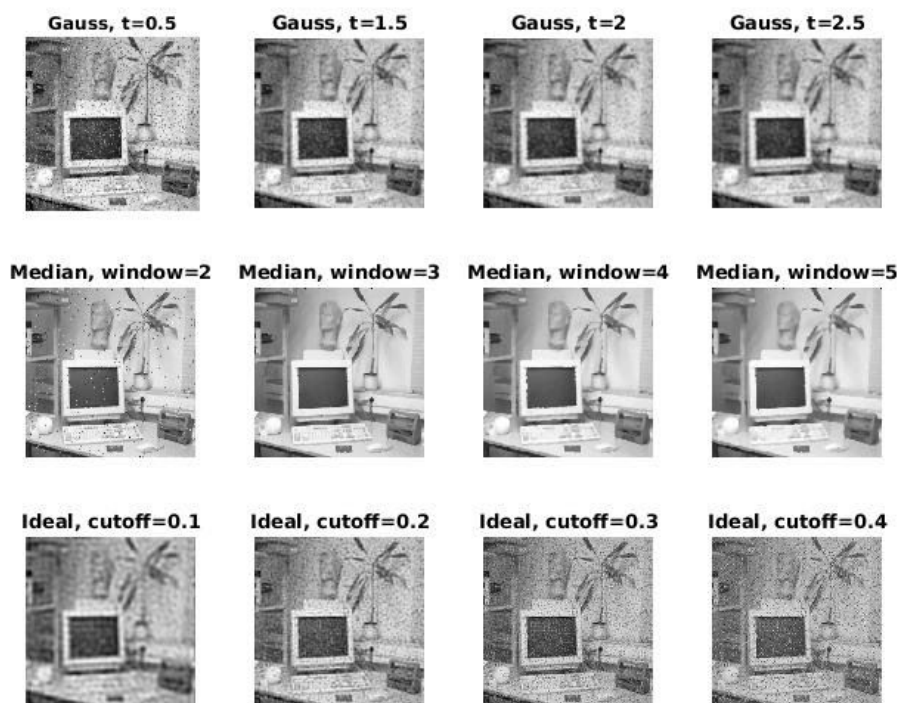 Gauss, t=0.5 Gauss, t=1.5 Gauss, t=2 Gauss, t=2.5
Median, window=2 Median, window=3 Median, window=4 Median, window=5
Ideal, cutoff=0.1 Ideal, cutoff=0.2 Ideal, cutoff=0.3 Ideal, cutoff=0.4